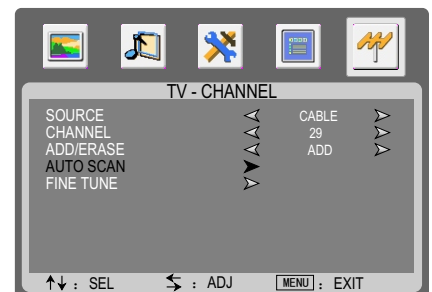 TV - CHANNEL
SOURCE CABLE
CHANNEL 29
ADD/ERASE ADD
AUTO SCAN
FINE TUNE
: SEL : ADJ MENU : EXIT